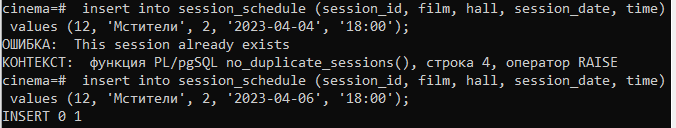 cinema=#  insert into session_schedule (session_id, film, hall, session_date, time)
 values (12, 'Мстители', 2, '2023-04-04', '18:00');
ОШИБКА:  This session already exists
КОНТЕКСТ:  функция PL/pgSQL no_duplicate_sessions(), строка 4, оператор RAISE
cinema=#  insert into session_schedule (session_id, film, hall, session_date, time)
 values (12, 'Мстители', 2, '2023-04-06', '18:00');
INSERT 0 1